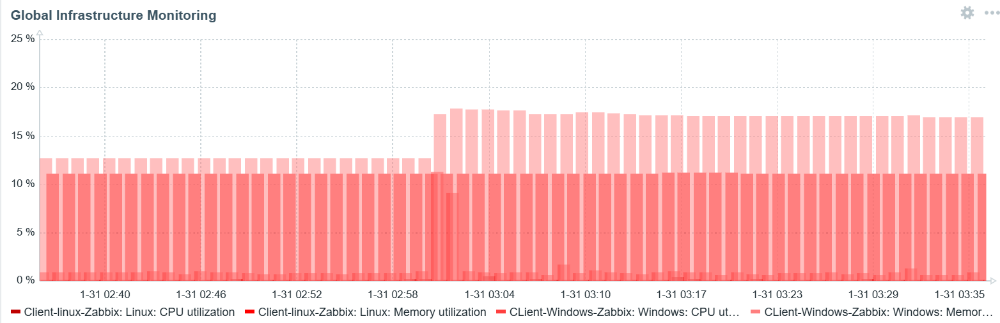 Global Infrastructure Monitoring
25 %
20 %
15 %
10 %
5 %
0 %
1-31 02:40 1-31 02:46 1-31 02:52 1-31 02:58 1-31 03:04 1-31 03:10 1-31 03:17 1-31 03:23 1-31 03:29 1-31 03:35
Client-linux-Zabbix: Linux: CPU utilization Client-linux-Zabbix: Linux: Memory utilization CLient-Windows-Zabbix: Windows: CPU ut... CLient-Windows-Zabbix: Windows: Memor...